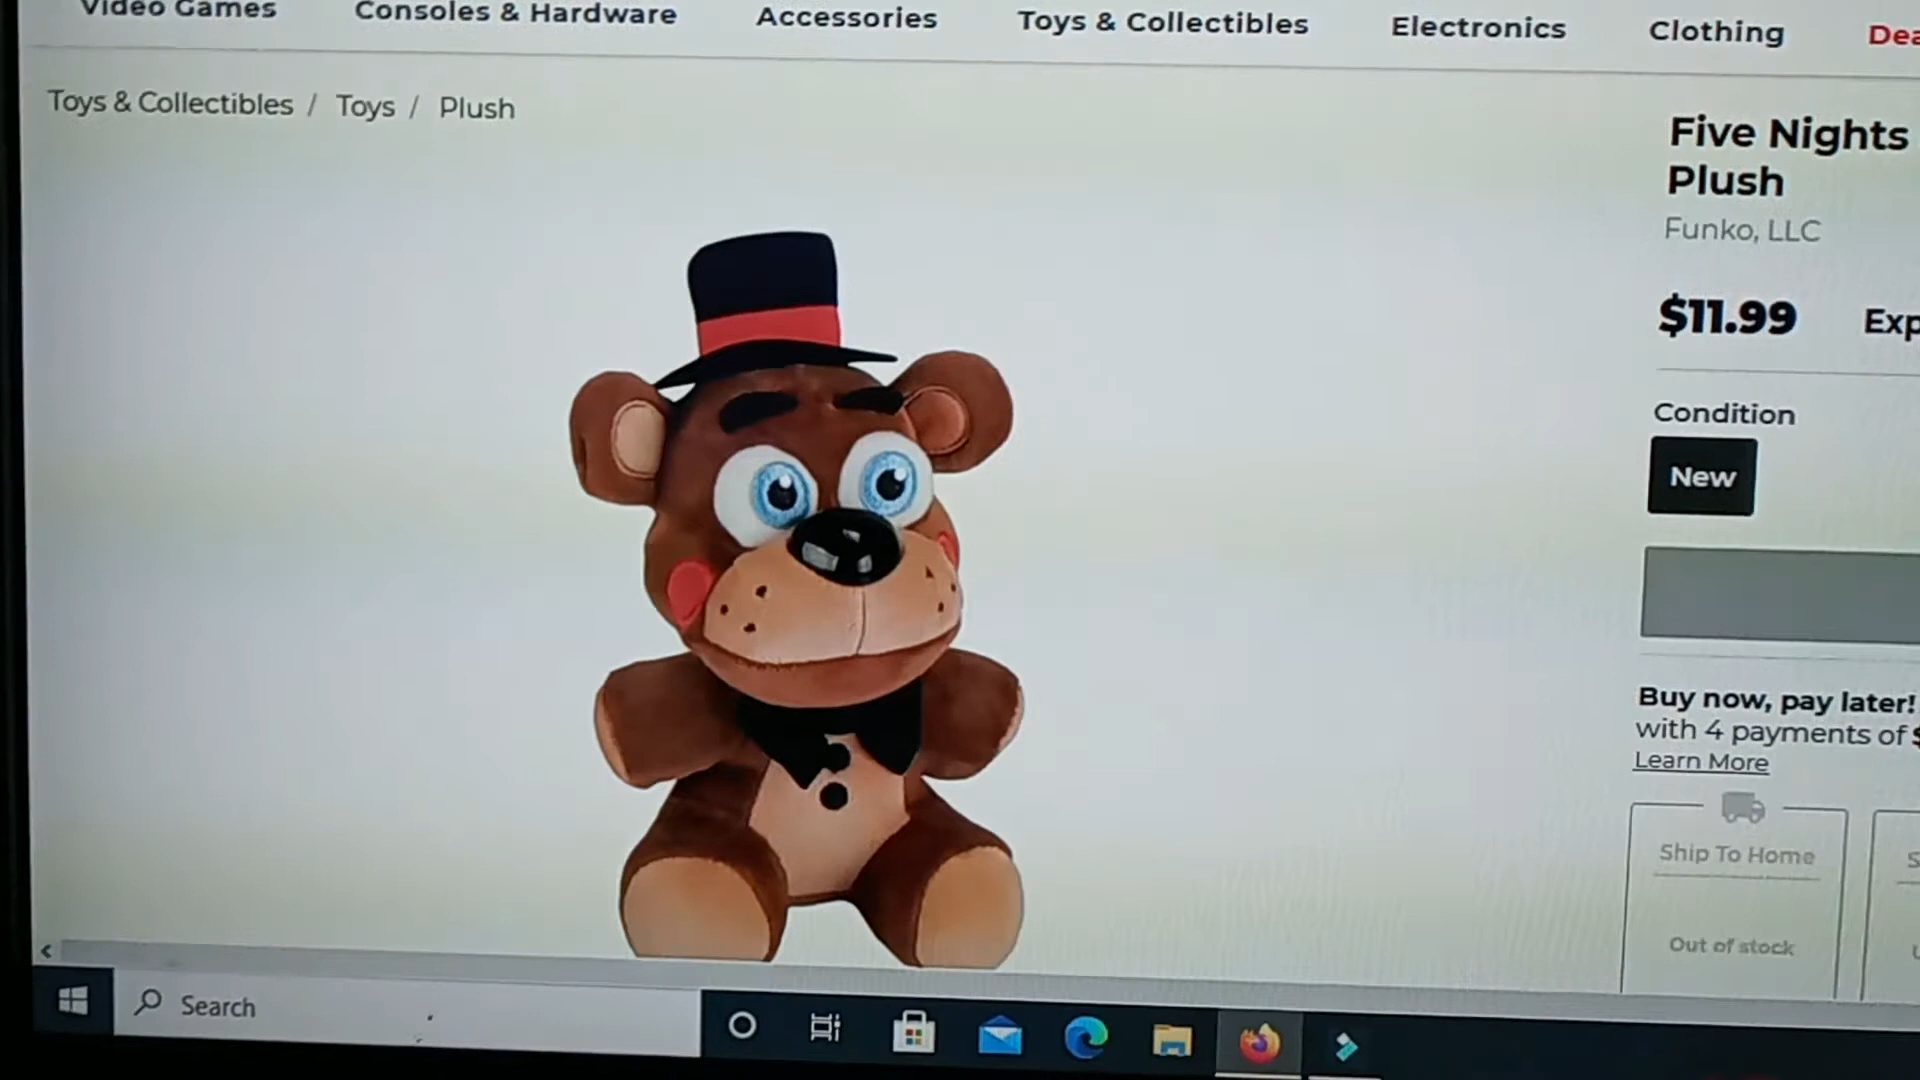 Video Games Consoles & Hardware Accessories Toys & Collectibles Electronics Clothing
Toys & Collectibles / Toys / Plush
Five Nights
Plush
Funko, LLC
$11.99
Condition
New
Buy now, pay later!
with 4 payments of $
Learn More
Ship To Home
Out of stock
Search